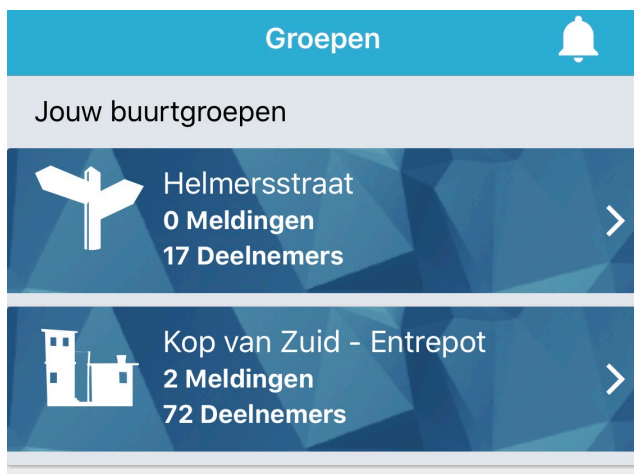 Groepen
Jouw buurtgroepen
Helmersstraat
0 Meldingen
17 Deelnemers
Kop van Zuid - Entrepot
2 Meldingen
72 Deelnemers